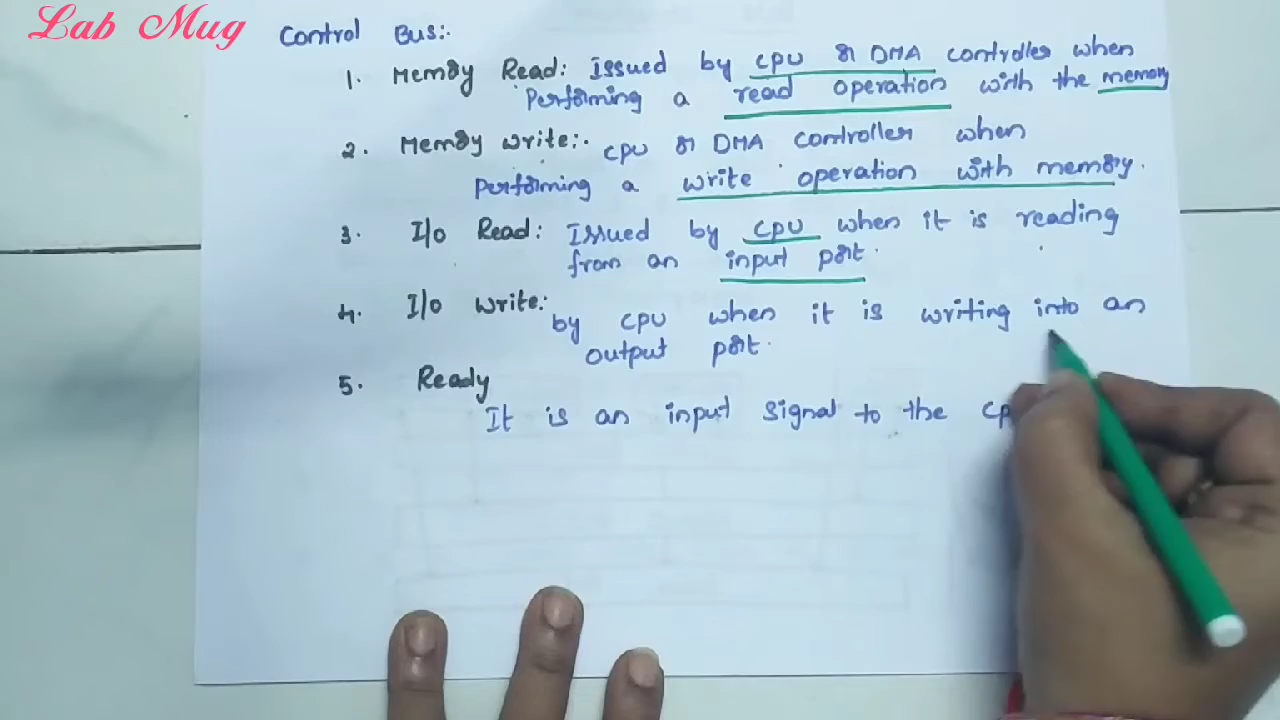 Lab Mug
Control Bus:-
1. Memory Read: Issued by CPU or DMA controller when
Performing a read operation with the memory
2. Memory write:- CPU or DMA controller when
Performing a write operation with memory.
3. I/O Read: Issued by CPU when it is reading
from an input port.
4. I/O write:
by CPU when it is writing into an
output port.
5. Ready
It is an input signal to the